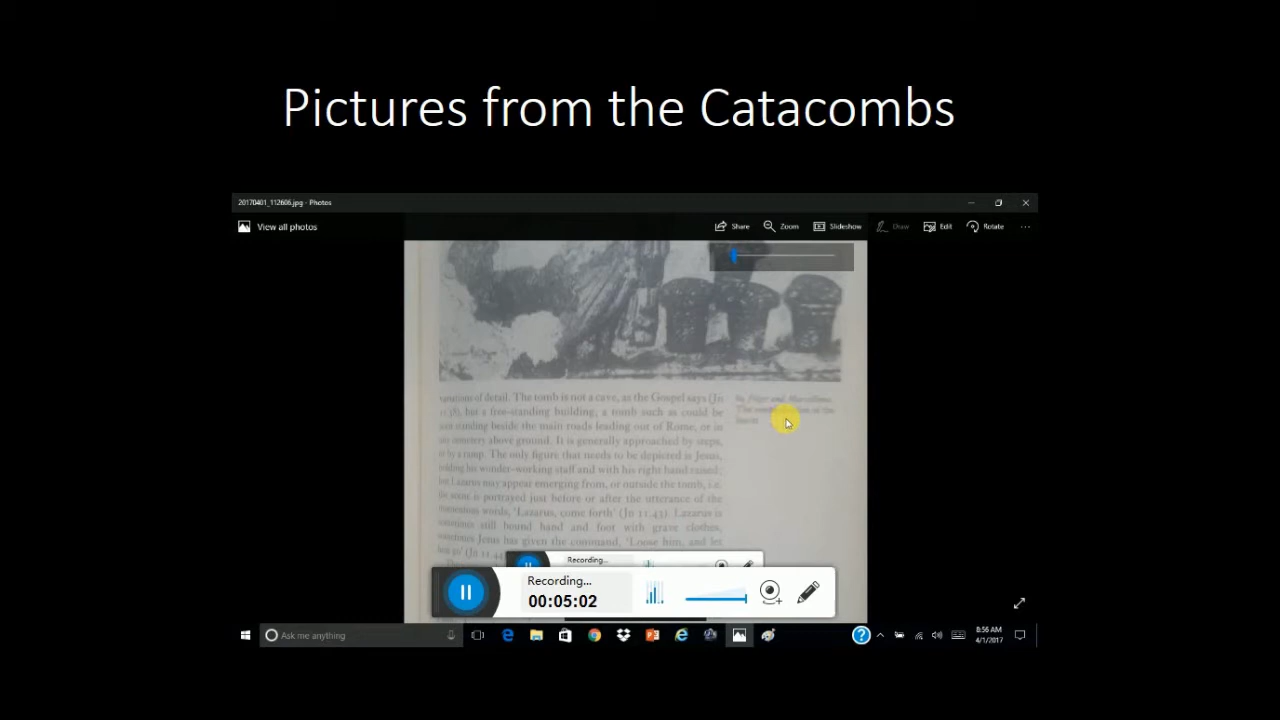 Pictures from the Catacombs
20170401_112606.jpg - Photos
View all photos
Share
Zoom
Slideshow
Draw
Edit
Rotate
variations of detail. The tomb is not a cave, as the Gospel says (Jn
11.38), but a free-standing building, a tomb such as could be
seen standing beside the main roads leading out of Rome, or in
any cemetery above ground. It is generally approached by steps,
or by a ramp. The only figure that needs to be depicted is Jesus,
holding his wonder-working staff and with his right hand raised;
but Lazarus may appear emerging from, or outside the tomb, i.e.
the scene is portrayed just before or after the utterance of the
momentous words, 'Lazarus, come forth' (Jn 11.43). Lazarus is
sometimes still bound hand and foot with grave clothes,
sometimes Jesus has given the command, 'Loose him, and let
him go' (Jn 11.44
Recording...
Recording...
00:05:02
Ask me anything
8:56 AM
4/1/2017